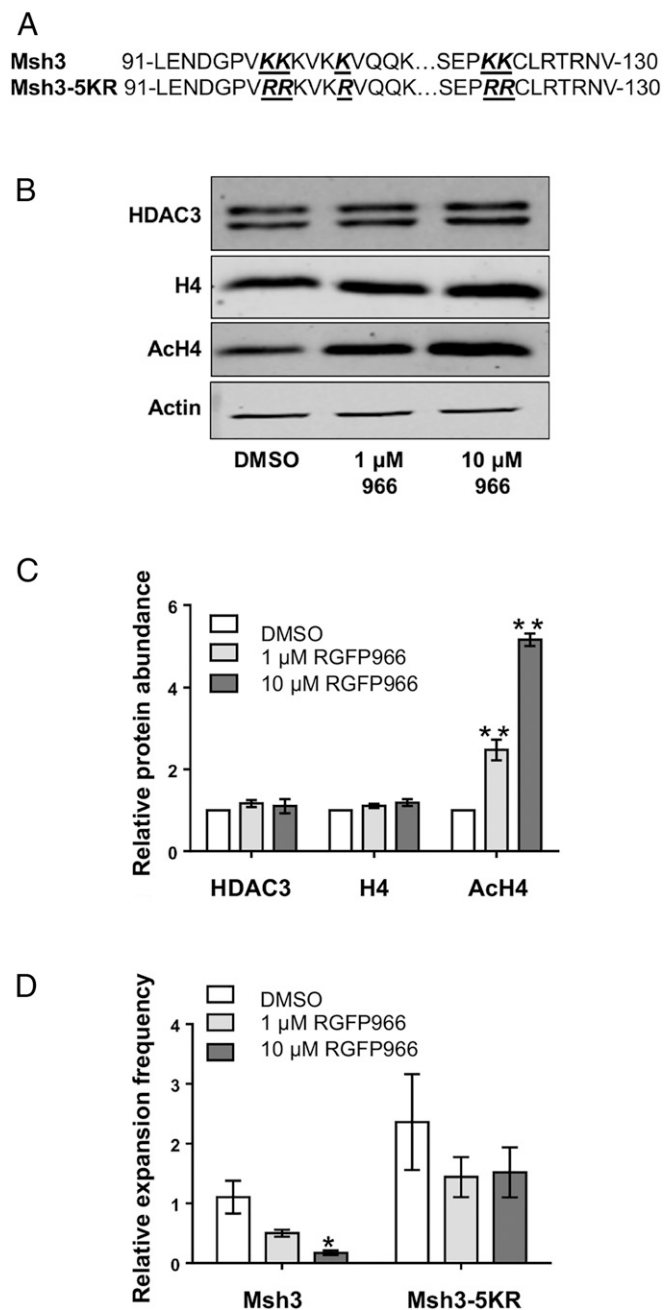 A
Msh3 91-LENDGPVKKKVKKVQQK...SEPKKCLRTRNV-130
Msh3-5KR 91-LENDGPVRRKVKRVQQK...SEPRRCLRTRNV-130
B
HDAC3
H4
AcH4
Actin
DMSO 1 µM 966 10 µM 966
C
Relative protein abundance
6
4
2
0
DMSO
1 µM RGFP966
10 µM RGFP966
**
**
HDAC3 H4 AcH4
D
Relative expansion frequency
4
3
2
1
0
DMSO
1 µM RGFP966
10 µM RGFP966
*
Msh3 Msh3-5KR